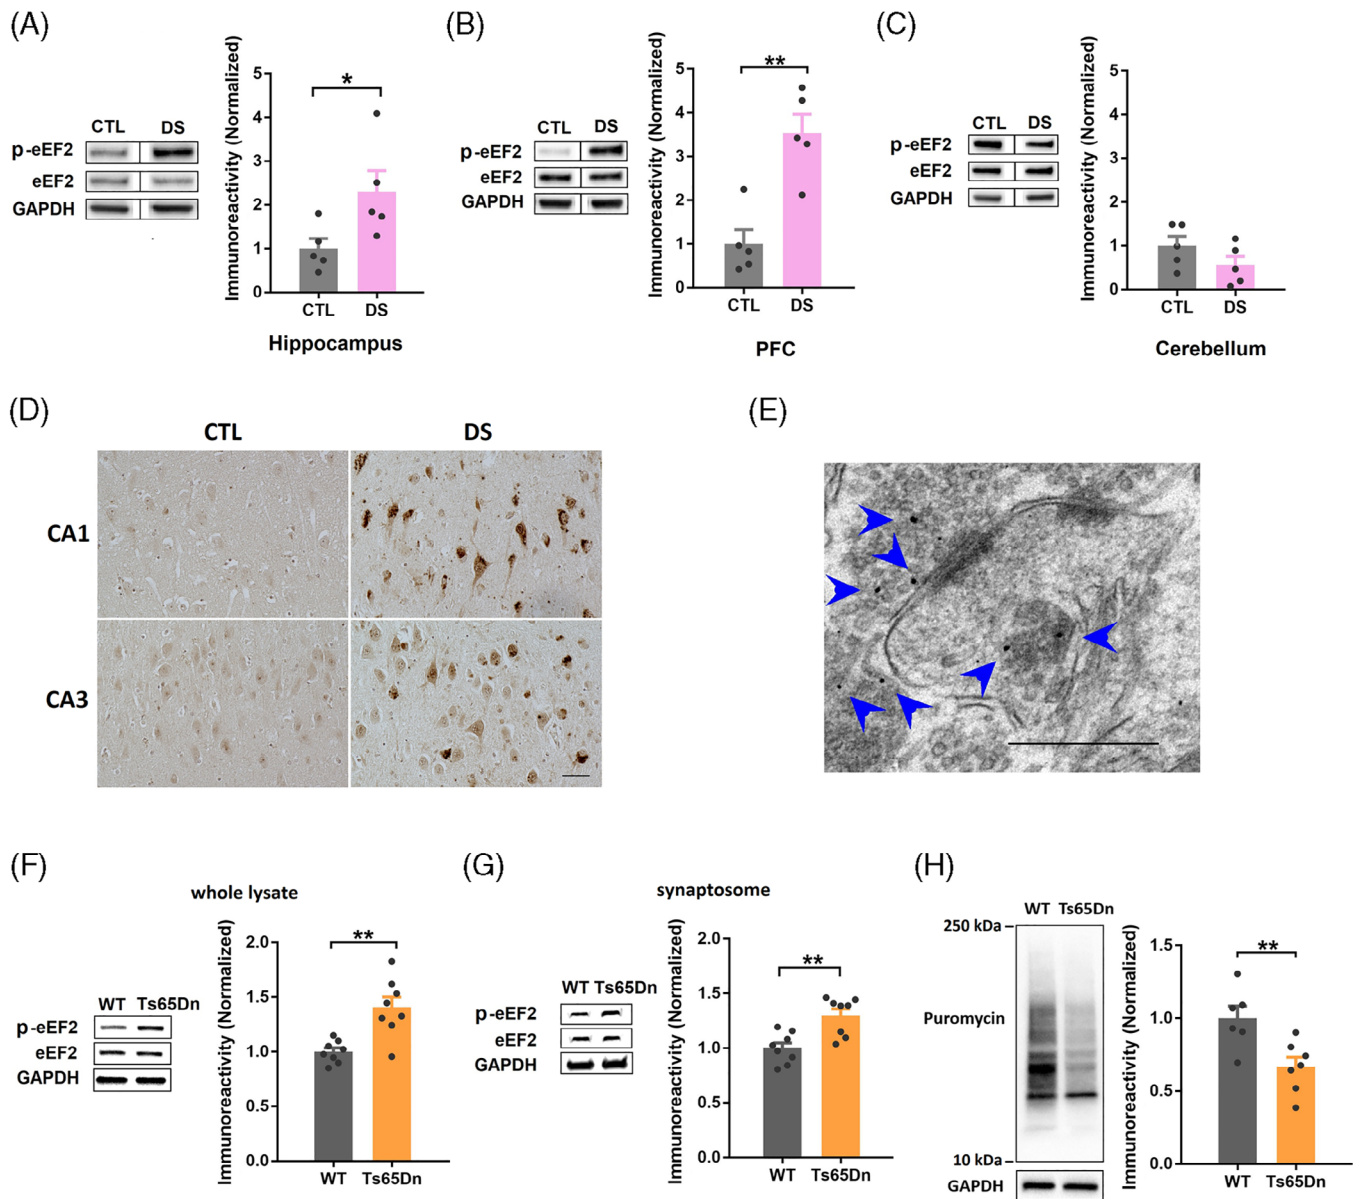 (A)
Immunoreactivity (Normalized)
5
4
3
2
1
0
*
CTL DS
p-eEF2
eEF2
GAPDH
CTL DS
Hippocampus
(B)
Immunoreactivity (Normalized)
5
4
3
2
1
0
**
CTL DS
p-eEF2
eEF2
GAPDH
CTL DS
PFC
(C)
Immunoreactivity (Normalized)
5
4
3
2
1
0
CTL DS
p-eEF2
eEF2
GAPDH
CTL DS
Cerebellum
(D)
CTL DS
CA1
CA3
(E)
(F)
whole lysate
WT Ts65Dn
p-eEF2
eEF2
GAPDH
Immunoreactivity (Normalized)
2.0
1.5
1.0
0.5
0.0
**
WT Ts65Dn
(G)
synaptosome
WT Ts65Dn
p-eEF2
eEF2
GAPDH
Immunoreactivity (Normalized)
2.0
1.5
1.0
0.5
0.0
**
WT Ts65Dn
(H)
WT Ts65Dn
250 kDa
Puromycin
10 kDa
GAPDH
Immunoreactivity (Normalized)
1.5
1.0
0.5
0.0
**
WT Ts65Dn